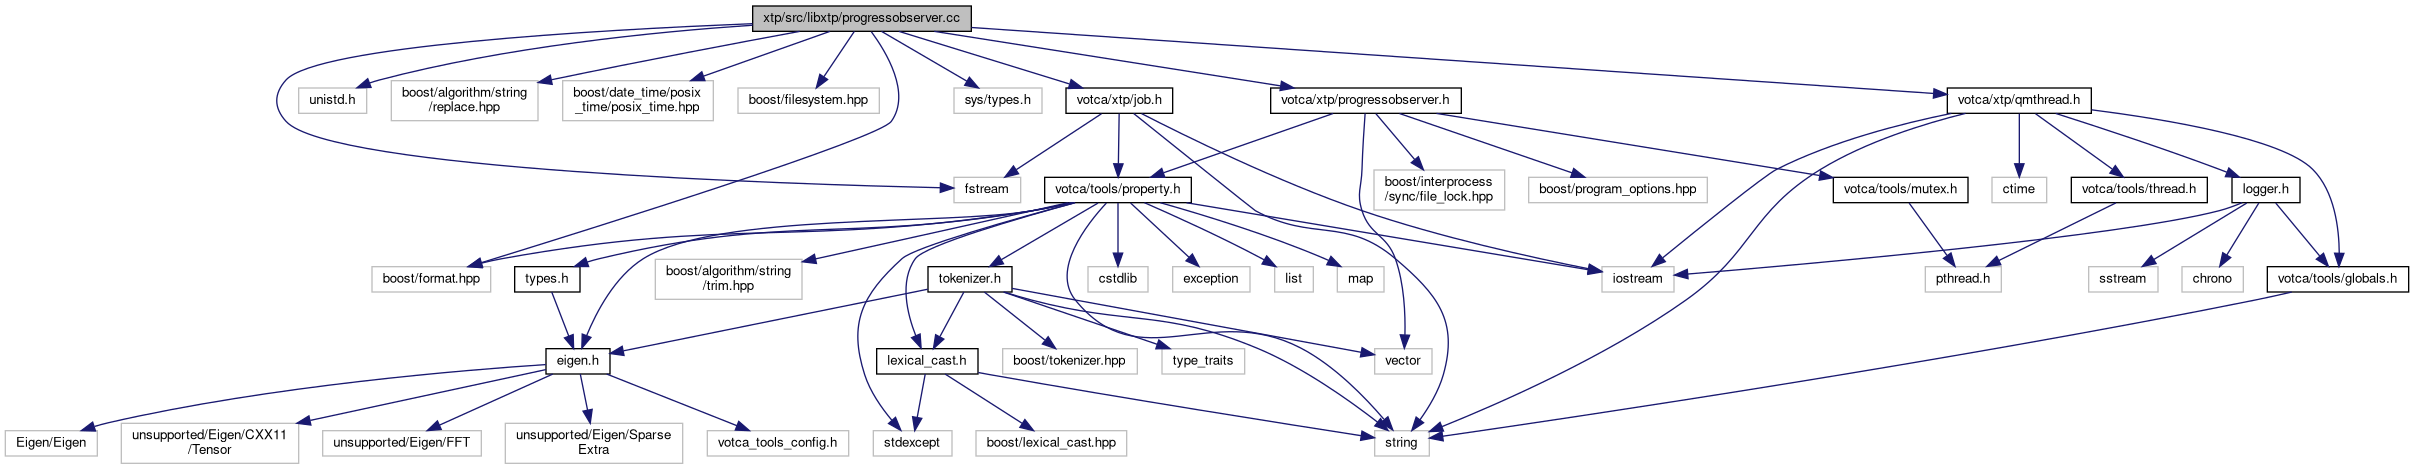 xtp/src/libxtp/progressobserver.cc
unistd.h
boost/algorithm/string
/replace.hpp
boost/date_time/posix
_time/posix_time.hpp
boost/filesystem.hpp
sys/types.h
votca/xtp/job.h
votca/xtp/progressobserver.h
votca/xtp/qmthread.h
fstream
votca/tools/property.h
boost/interprocess
/sync/file_lock.hpp
boost/program_options.hpp
votca/tools/mutex.h
ctime
votca/tools/thread.h
logger.h
boost/format.hpp
types.h
boost/algorithm/string
/trim.hpp
tokenizer.h
cstdlib
exception
list
map
iostream
pthread.h
sstream
chrono
votca/tools/globals.h
eigen.h
lexical_cast.h
boost/tokenizer.hpp
type_traits
vector
Eigen/Eigen
unsupported/Eigen/CXX11
/Tensor
unsupported/Eigen/FFT
unsupported/Eigen/Sparse
Extra
votca_tools_config.h
stdexcept
boost/lexical_cast.hpp
string